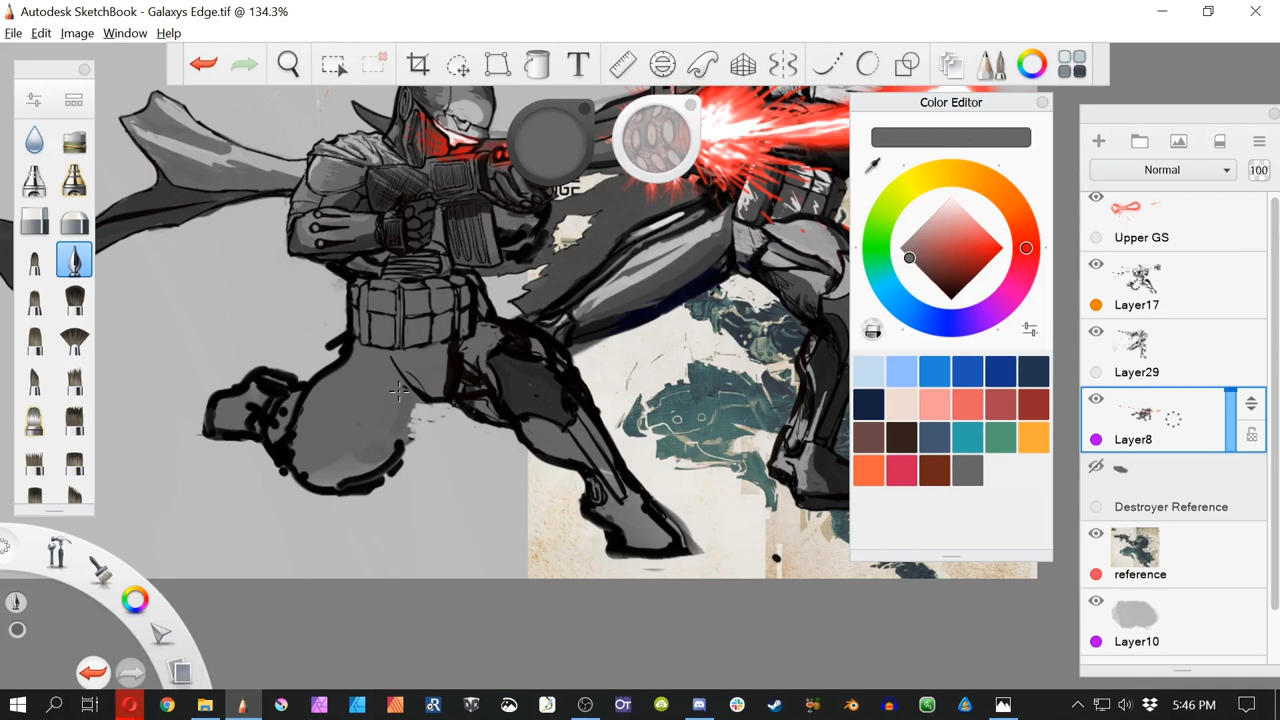 Autodesk SketchBook - Galaxys Edge.tif @ 134.3%
File Edit Image Window Help
T
Color Editor
Normal
100
Upper GS
Layer17
Layer29
Layer8
Destroyer Reference
reference
Layer10
5:46 PM